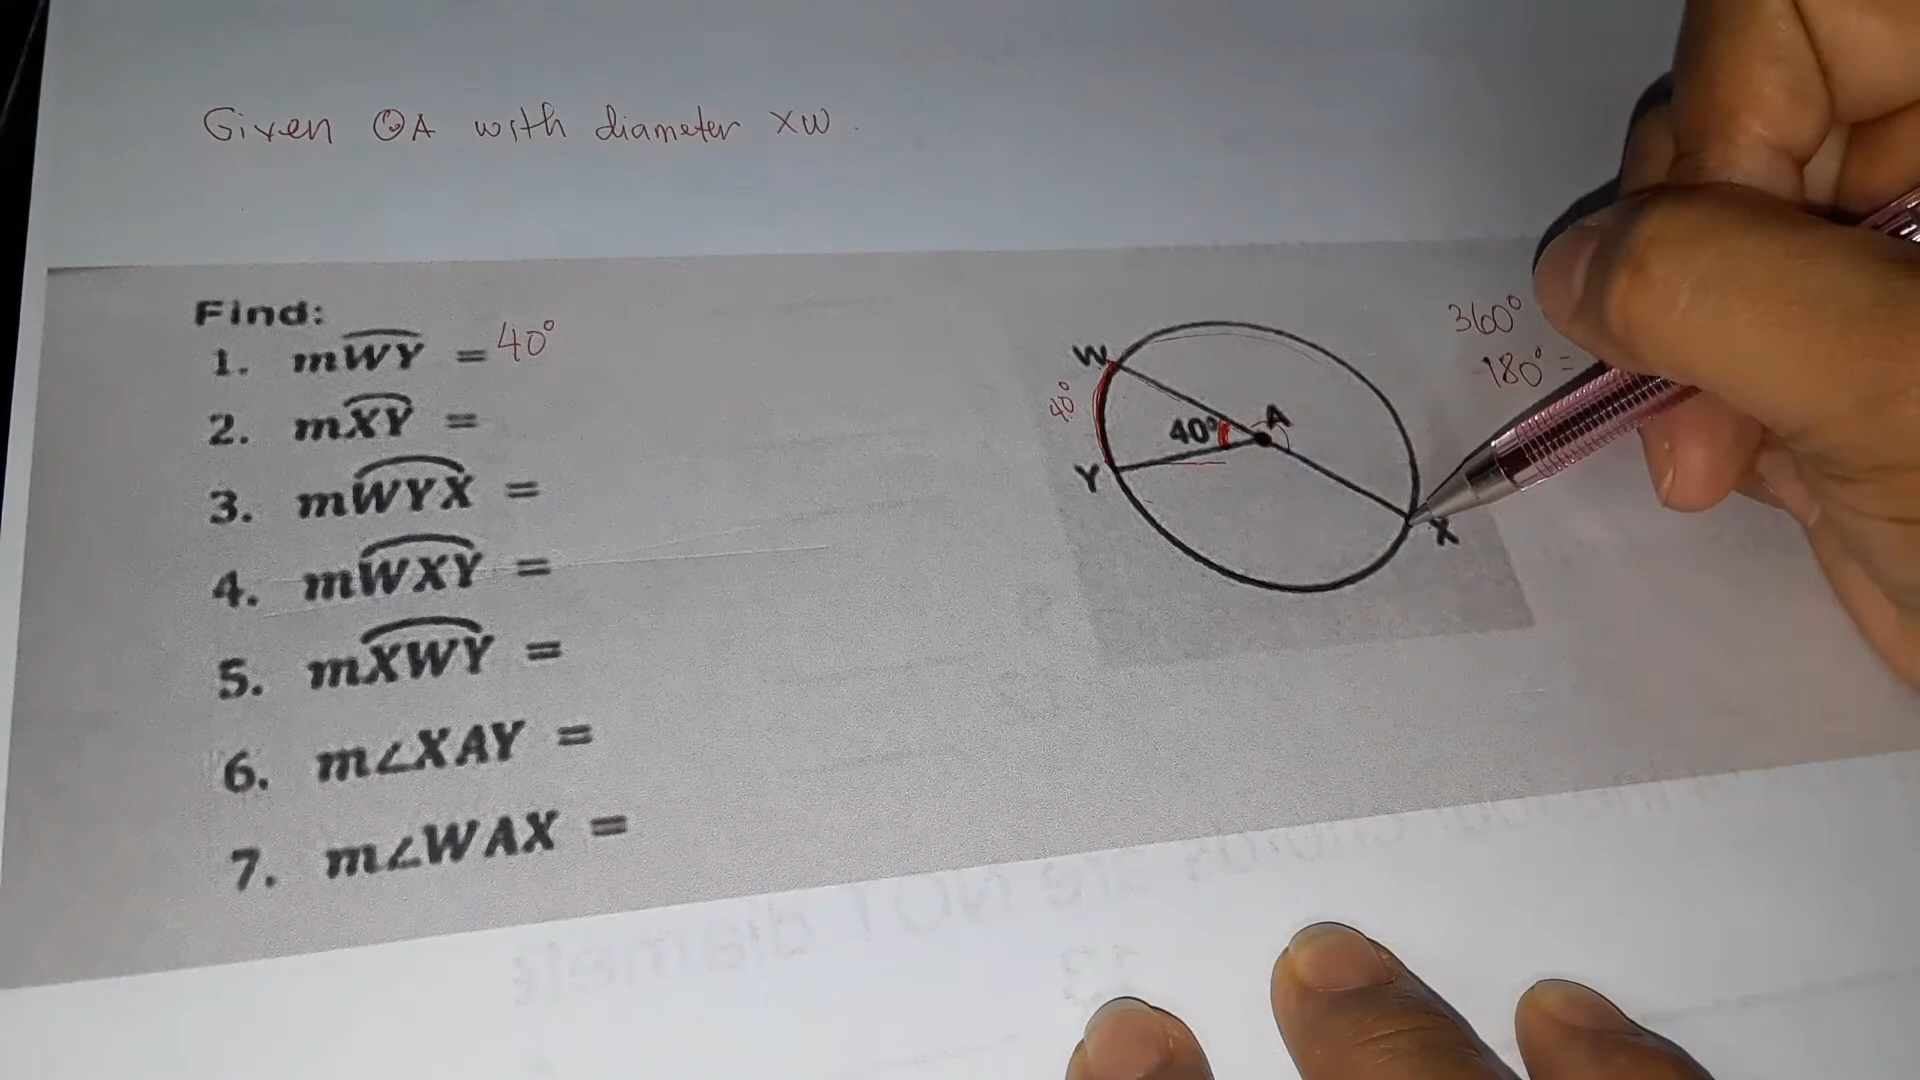 Given ⊙A with diameter XW.
Find:
1. mWY = 40°
2. mXY =
3. mWYX =
4. mWXY =
5. mXWY =
6. m∠XAY =
7. m∠WAX =
W
40°
40°
A
Y
X
360°
180° =